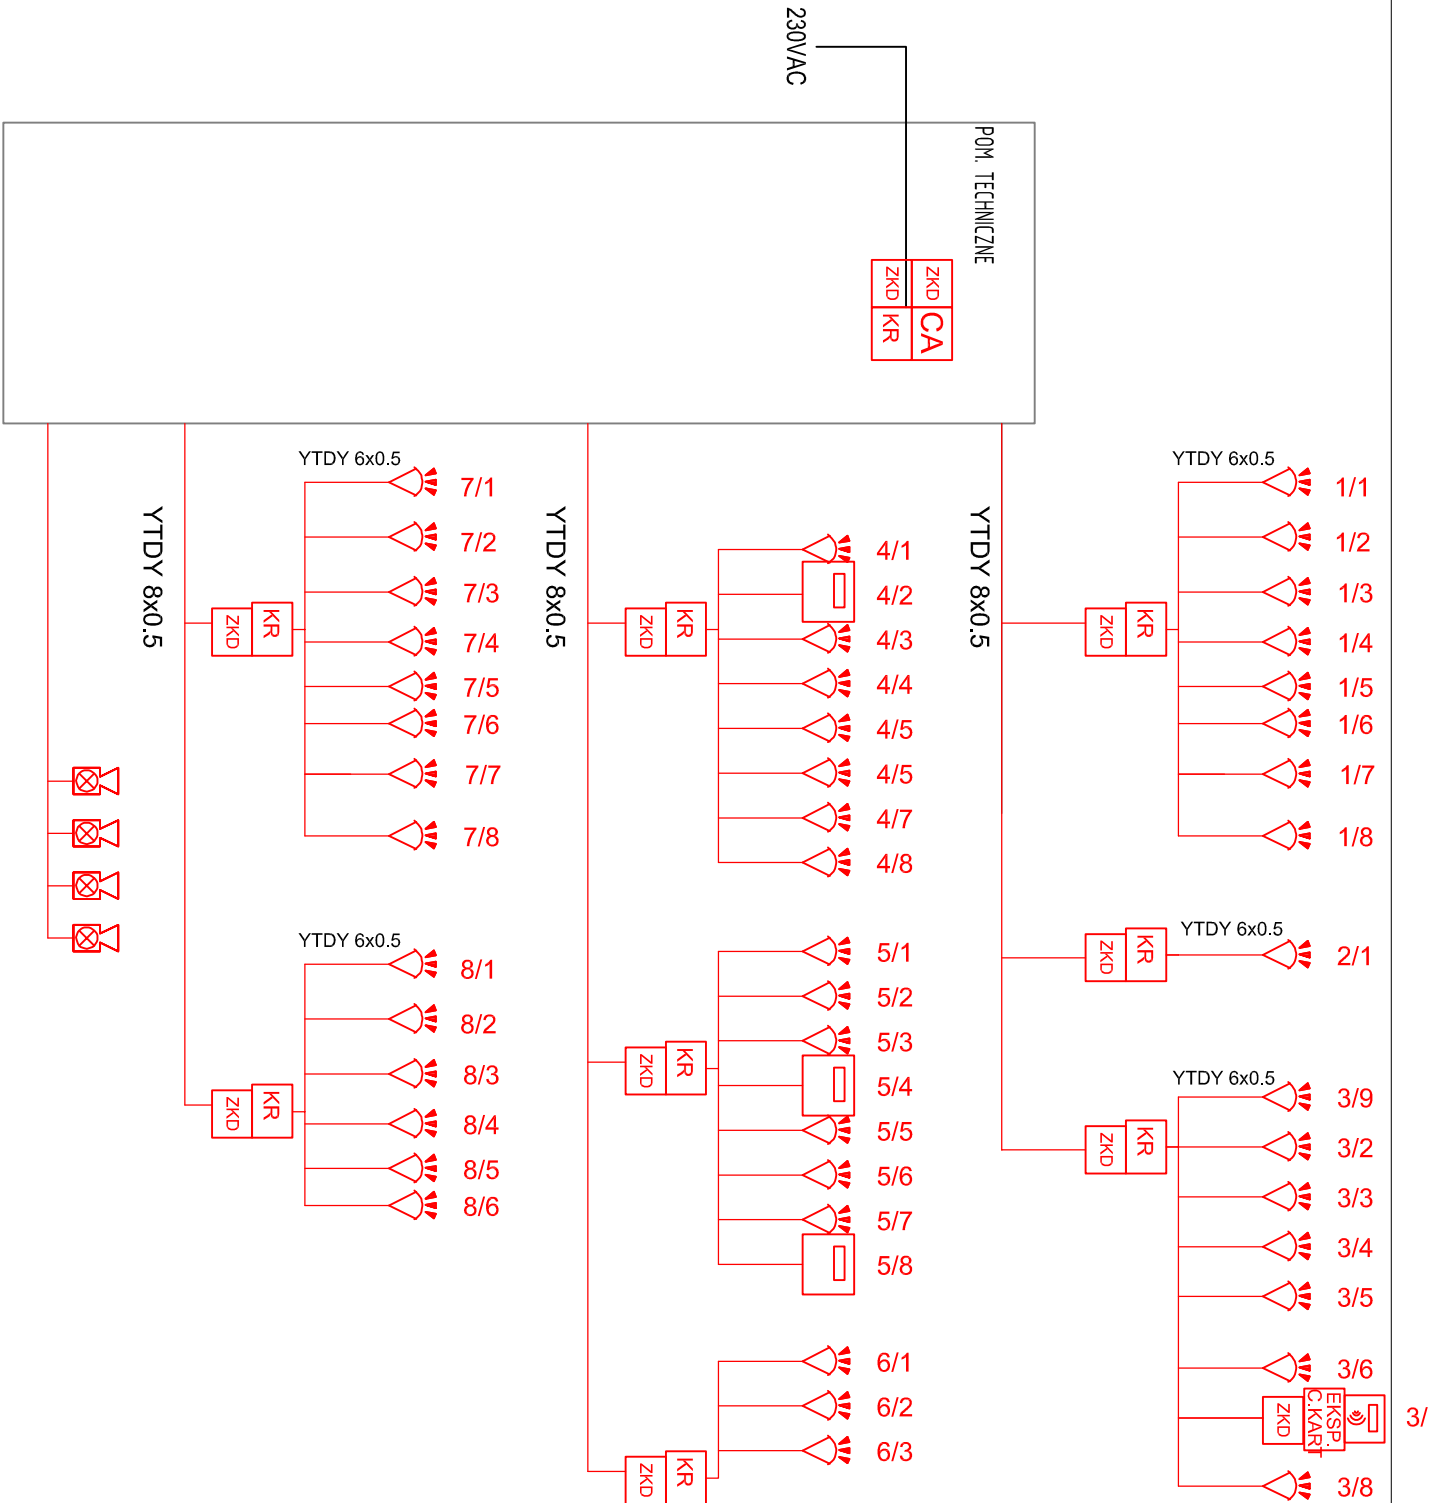 230VAC
POM. TECHNICZNE
ZKD
CA
ZKD
KR
YTDY 6x0.5
1/1
1/2
1/3
1/4
1/5
1/6
1/7
1/8
KR
ZKD
YTDY 8x0.5
YTDY 6x0.5
2/1
KR
ZKD
YTDY 6x0.5
3/9
3/2
3/3
3/4
3/5
3/6
3/
3/8
KR
ZKD
EKSP.
C.KART
ZKD
4/1
4/2
4/3
4/4
4/5
4/5
4/7
4/8
KR
ZKD
YTDY 8x0.5
5/1
5/2
5/3
5/4
5/5
5/6
5/7
5/8
KR
ZKD
6/1
6/2
6/3
KR
ZKD
YTDY 6x0.5
7/1
7/2
7/3
7/4
7/5
7/6
7/7
7/8
KR
ZKD
YTDY 8x0.5
YTDY 6x0.5
8/1
8/2
8/3
8/4
8/5
8/6
KR
ZKD